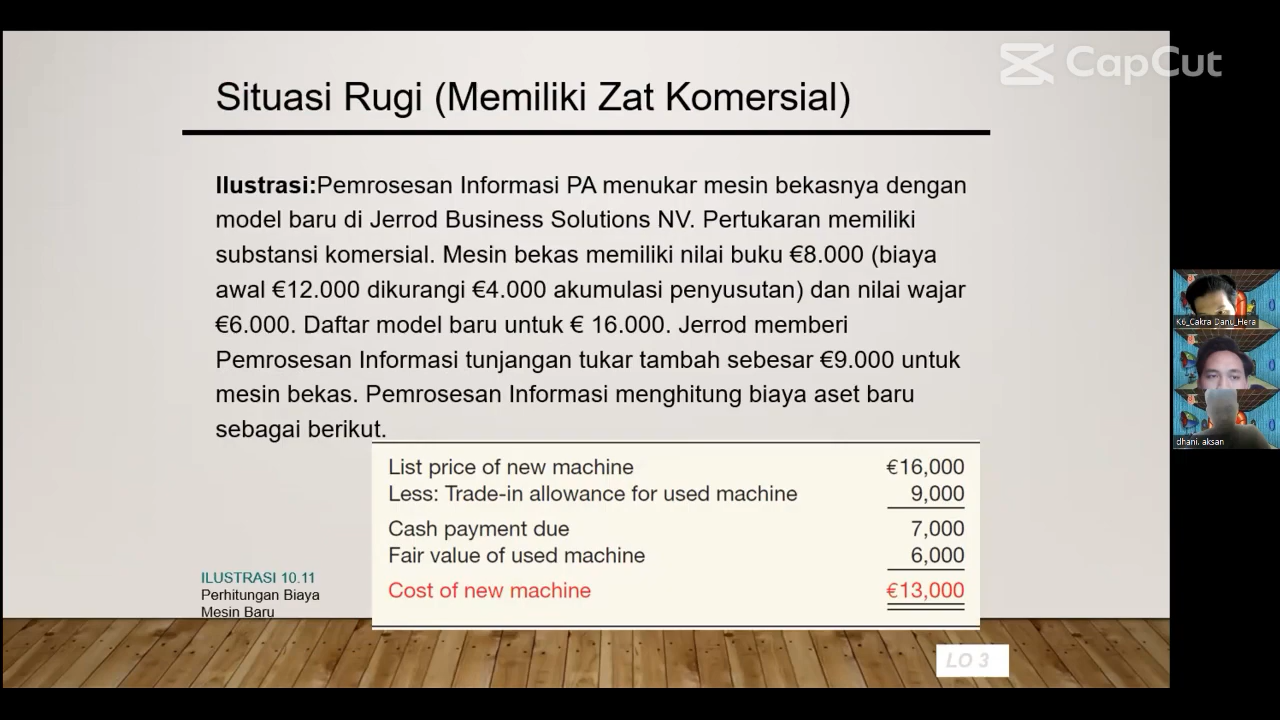 CapCut
Situasi Rugi (Memiliki Zat Komersial)
Ilustrasi:Pemrosesan Informasi PA menukar mesin bekasnya dengan
model baru di Jerrod Business Solutions NV. Pertukaran memiliki
substansi komersial. Mesin bekas memiliki nilai buku €8.000 (biaya
awal €12.000 dikurangi €4.000 akumulasi penyusutan) dan nilai wajar
€6.000. Daftar model baru untuk € 16.000. Jerrod memberi
Pemrosesan Informasi tunjangan tukar tambah sebesar €9.000 untuk
mesin bekas. Pemrosesan Informasi menghitung biaya aset baru
sebagai berikut.
List price of new machine €16,000
Less: Trade-in allowance for used machine 9,000
Cash payment due 7,000
Fair value of used machine 6,000
Cost of new machine €13,000
ILUSTRASI 10.11
Perhitungan Biaya
Mesin Baru
LO 3
K6_Cakra Danu_Hera
dhani. aksan